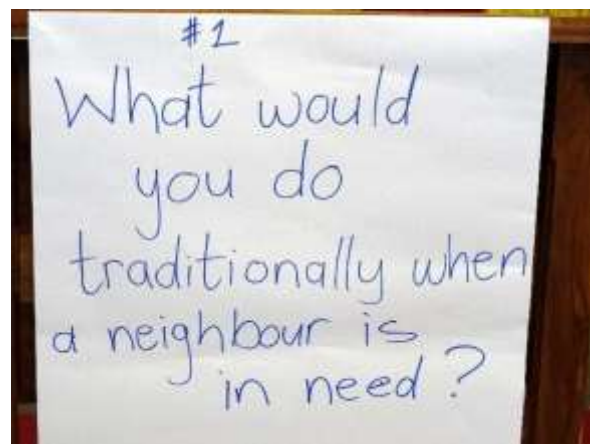 #1
What would
you do
traditionally when
a neighbour is
in need?